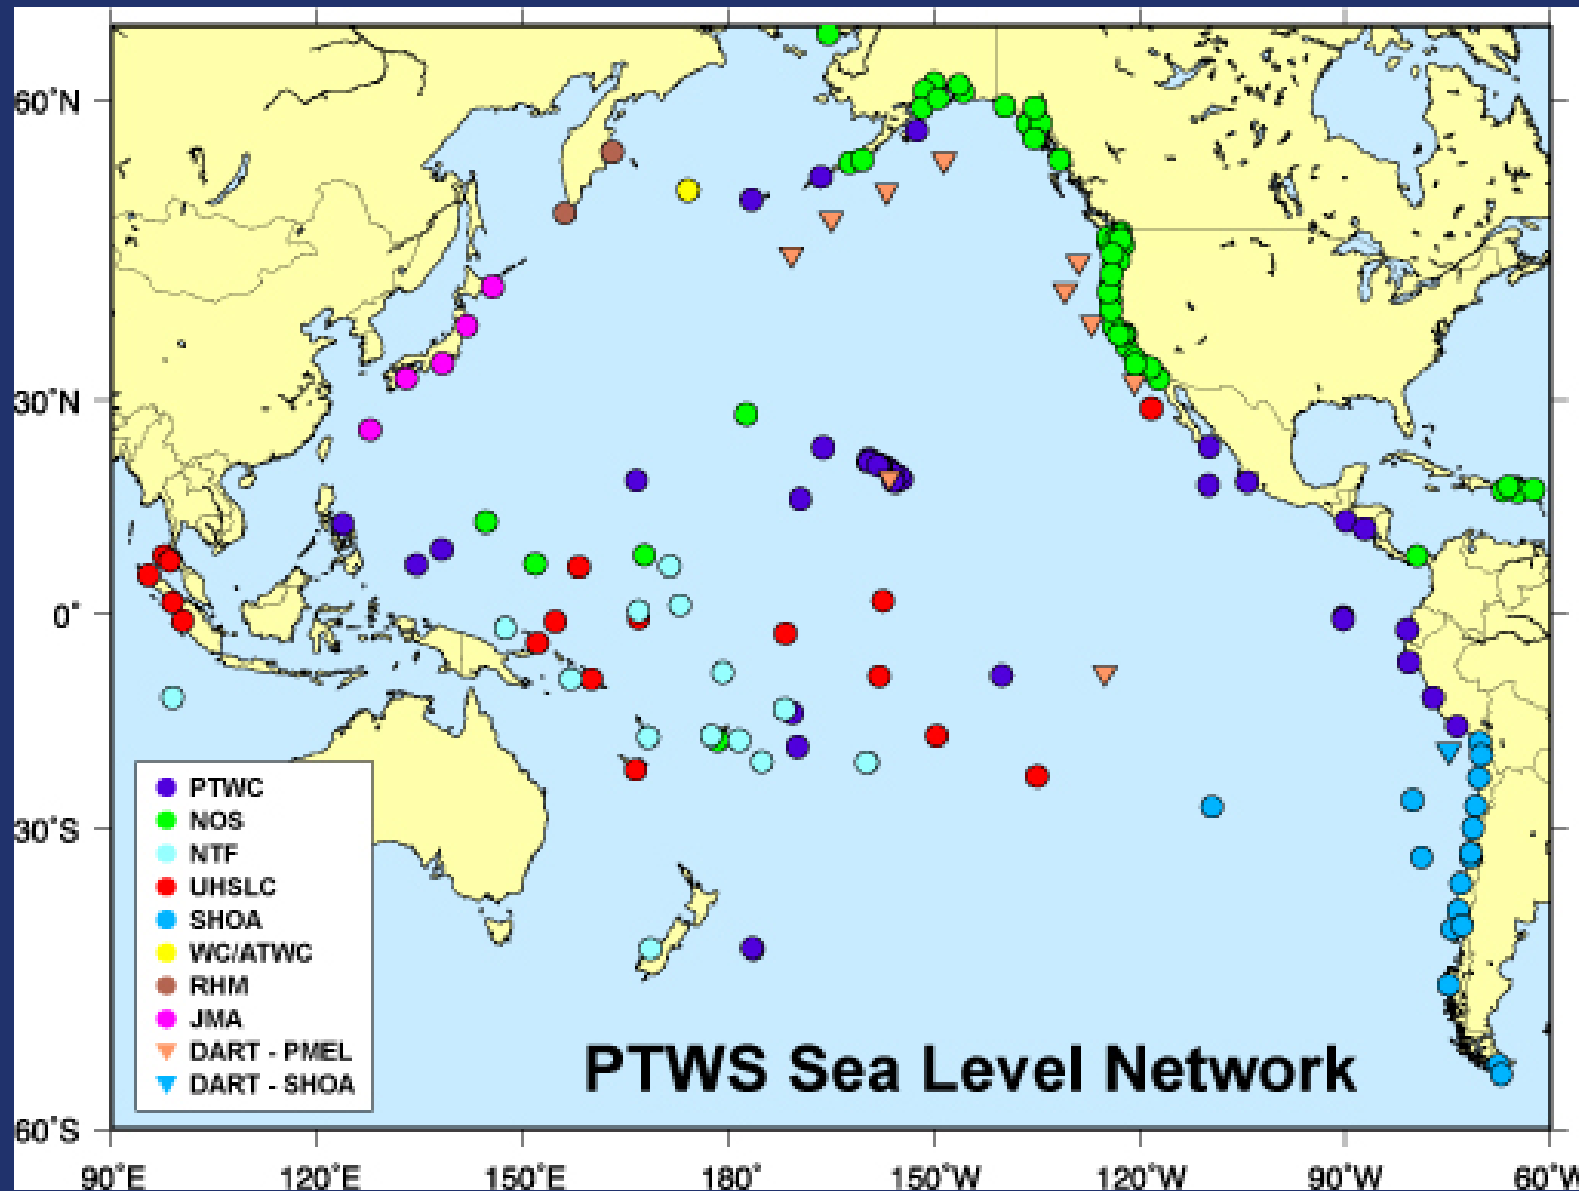 60°N
30°N
0°
30°S
60°S
PTWC
NOS
NTF
UHSLC
SHOA
WC/ATWC
RHM
JMA
DART - PMEL
DART - SHOA
PTWS Sea Level Network
90°E 120°E 150°E 180° 150°W 120°W 90°W 60°W